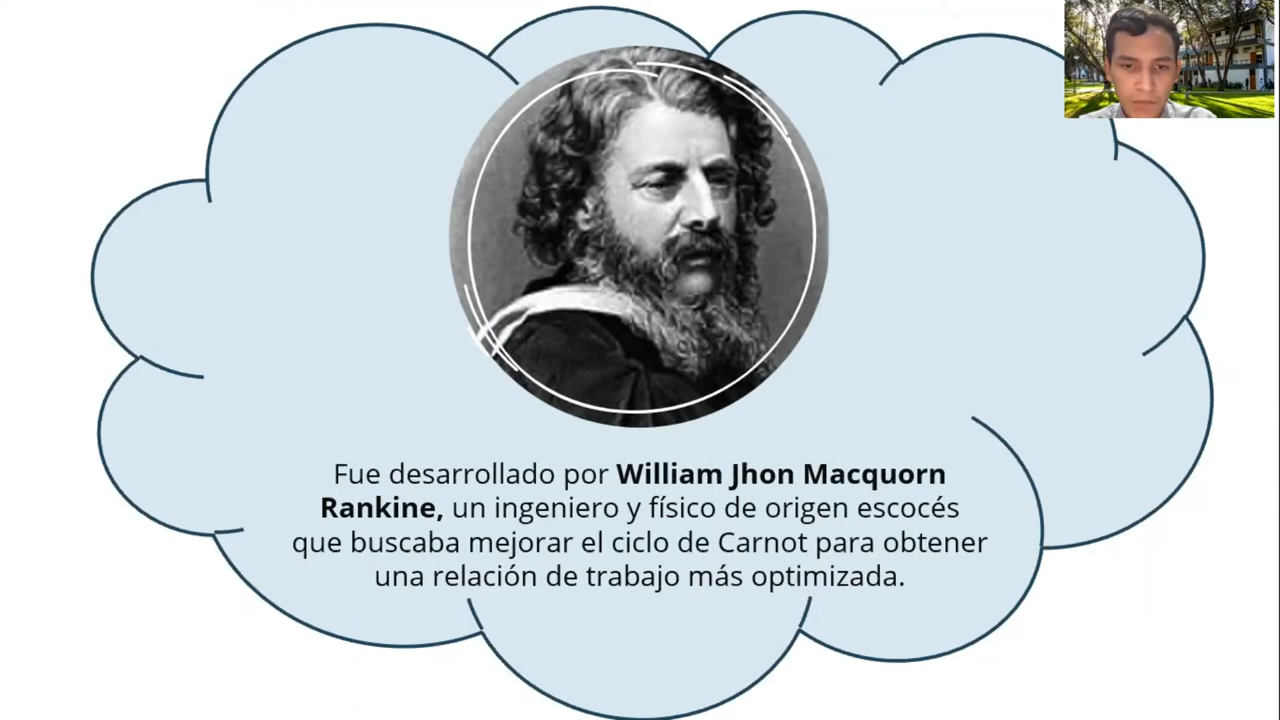 Fue desarrollado por William Jhon Macquorn
Rankine, un ingeniero y físico de origen escocés
que buscaba mejorar el ciclo de Carnot para obtener
una relación de trabajo más optimizada.